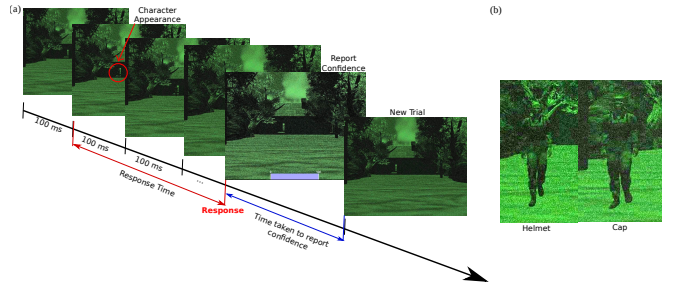 (a)
Character
Appearance
Report
Confidence
New Trial
100 ms
100 ms
100 ms
...
Response Time
Response
Time taken to report
confidence
(b)
Helmet
Cap